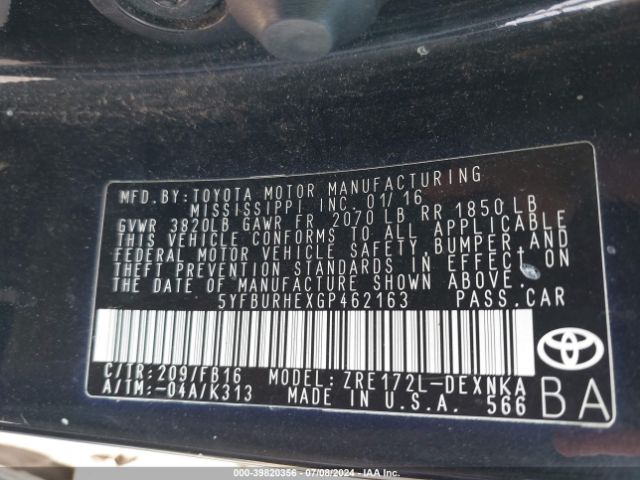 MFD.BY:TOYOTA MOTOR MANUFACTURING
MISSISSIPPI INC. 01/16
GVWR 3820LB GAWR FR 2070 LB RR 1850 LB
THIS VEHICLE CONFORMS TO ALL APPLICABLE
FEDERAL MOTOR VEHICLE SAFETY, BUMPER, AND
THEFT PREVENTION STANDARDS IN EFFECT ON
THE DATE OF MANUFACTURE SHOWN ABOVE.
5YFBURHEXGP462163 PASS.CAR
C/TR:209/FB16 MODEL:ZRE172L-DEXNKA
A/TM:-04A/K313 MADE IN U.S.A. 566
TOYOTA
BA
000-39820356 - 07/08/2024 - IAA Inc.